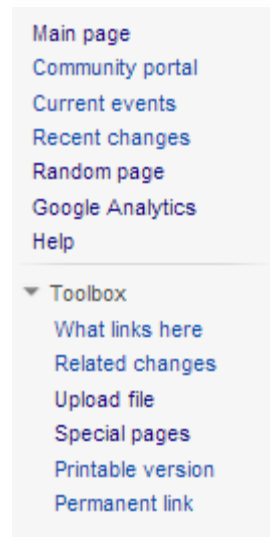 Main page
Community portal
Current events
Recent changes
Random page
Google Analytics
Help
Toolbox
What links here
Related changes
Upload file
Special pages
Printable version
Permanent link